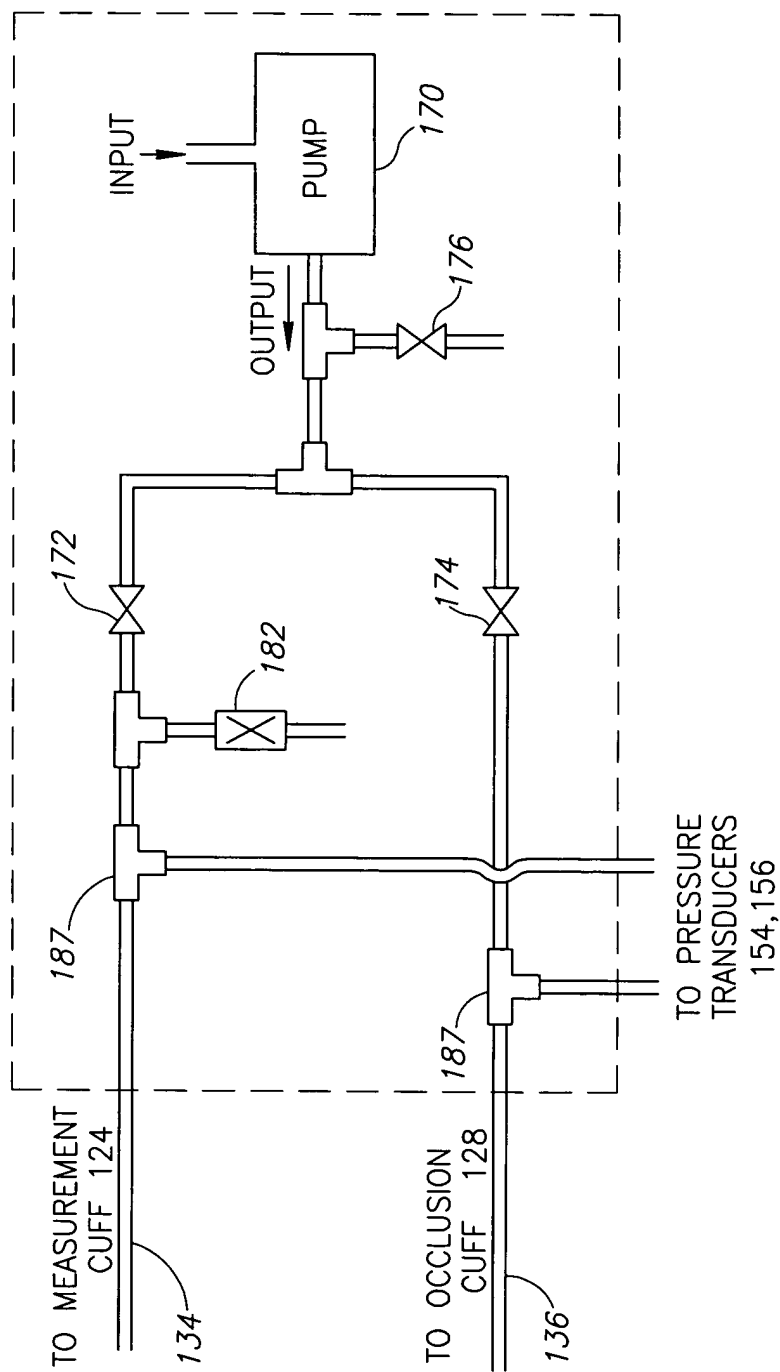 INPUT
PUMP
170
OUTPUT
176
172
174
182
187
187
TO MEASUREMENT
CUFF 124
134
TO OCCLUSION
CUFF 128
136
TO PRESSURE
TRANSDUCERS
154,156